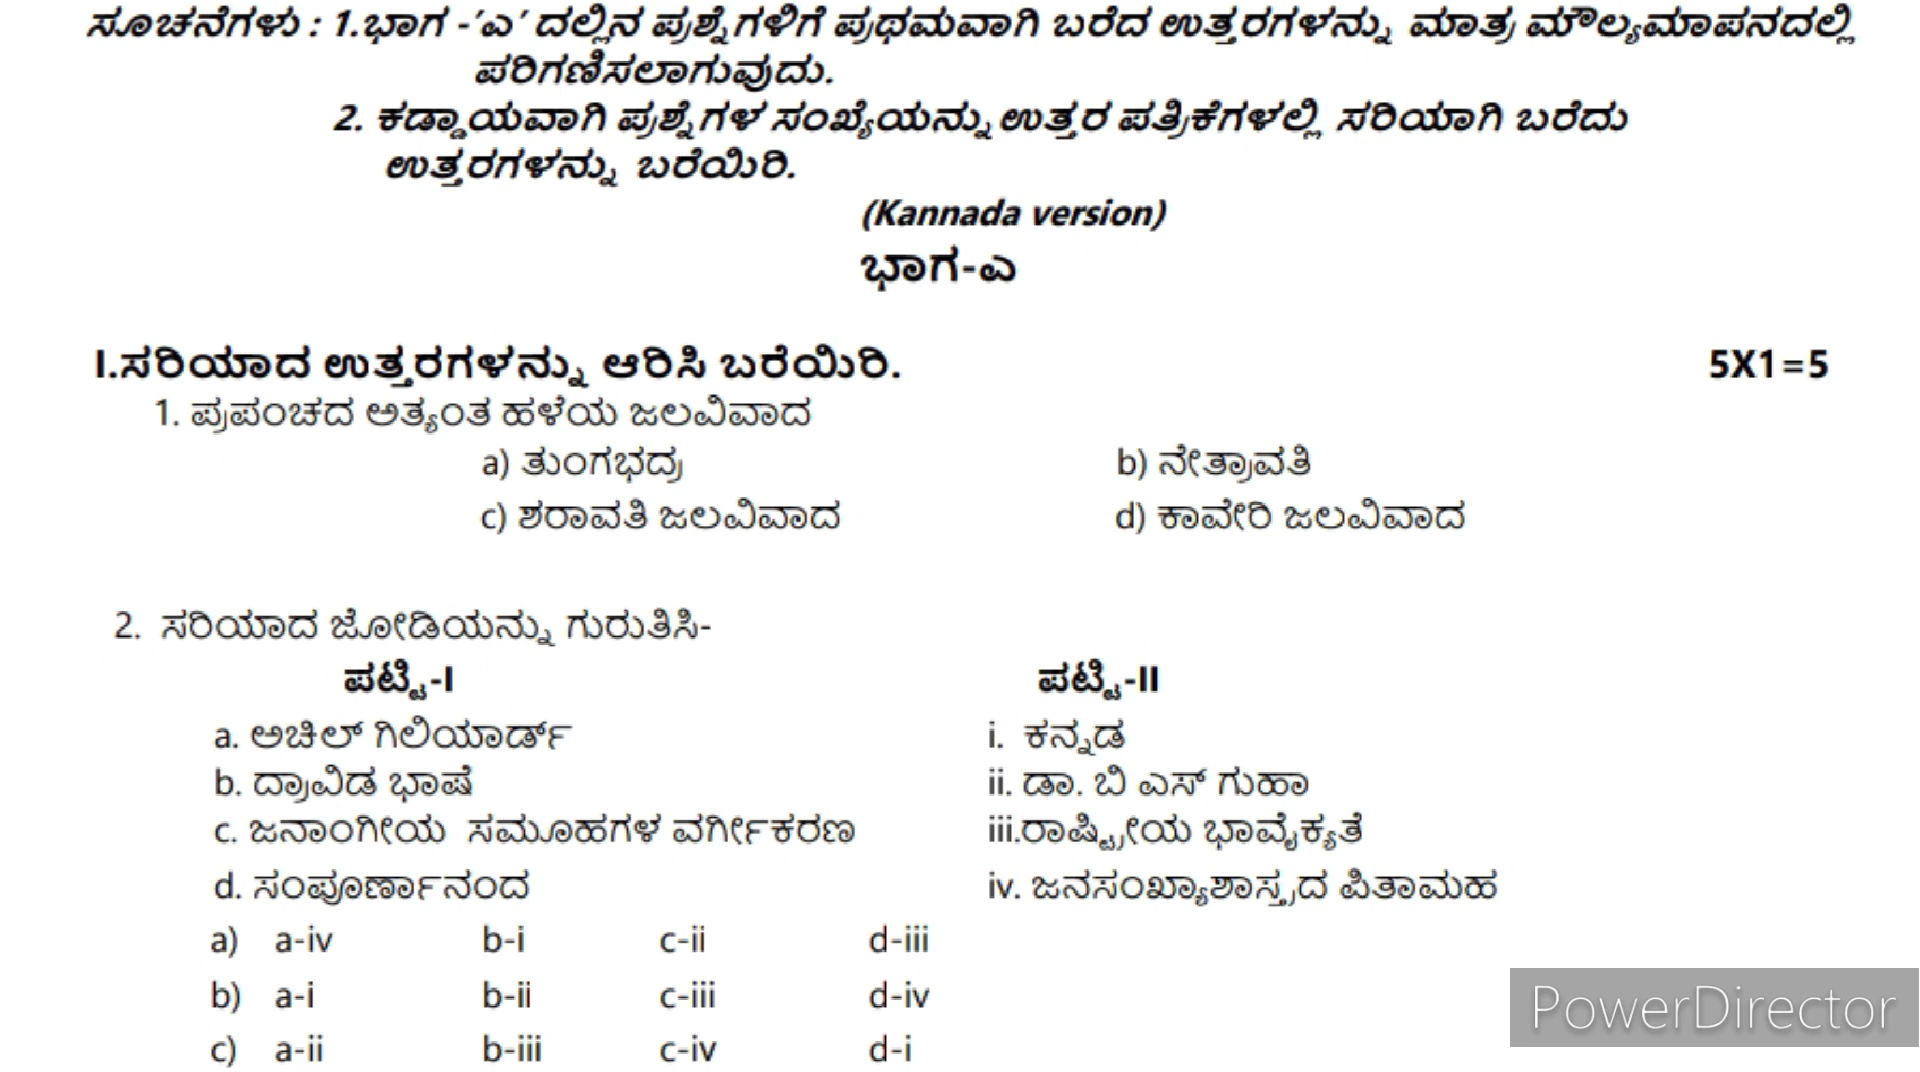 ಸೂಚನೆಗಳು : 1.ಭಾಗ -'ಎ' ದಲ್ಲಿನ ಪ್ರಶ್ನೆಗಳಿಗೆ ಪ್ರಥಮವಾಗಿ ಬರೆದ ಉತ್ತರಗಳನ್ನು ಮಾತ್ರ ಮೌಲ್ಯಮಾಪನದಲ್ಲಿ
ಪರಿಗಣಿಸಲಾಗುವುದು.
2. ಕಡ್ಡಾಯವಾಗಿ ಪ್ರಶ್ನೆಗಳ ಸಂಖ್ಯೆಯನ್ನು ಉತ್ತರ ಪತ್ರಿಕೆಗಳಲ್ಲಿ ಸರಿಯಾಗಿ ಬರೆದು
ಉತ್ತರಗಳನ್ನು ಬರೆಯಿರಿ.
(Kannada version)
ಭಾಗ-ಎ
I.ಸರಿಯಾದ ಉತ್ತರಗಳನ್ನು ಆರಿಸಿ ಬರೆಯಿರಿ. 5X1=5
1. ಪ್ರಪಂಚದ ಅತ್ಯಂತ ಹಳೆಯ ಜಲವಿವಾದ
a) ತುಂಗಭದ್ರ b) ನೇತ್ರಾವತಿ
c) ಶರಾವತಿ ಜಲವಿವಾದ d) ಕಾವೇರಿ ಜಲವಿವಾದ
2. ಸರಿಯಾದ ಜೋಡಿಯನ್ನು ಗುರುತಿಸಿ-
ಪಟ್ಟಿ-I ಪಟ್ಟಿ-II
a. ಅಚಿಲ್ ಗಿಲಿಯಾರ್ಡ್ i. ಕನ್ನಡ
b. ದ್ರಾವಿಡ ಭಾಷೆ ii. ಡಾ. ಬಿ ಎಸ್ ಗುಹಾ
c. ಜನಾಂಗೀಯ ಸಮೂಹಗಳ ವರ್ಗೀಕರಣ iii.ರಾಷ್ಟ್ರೀಯ ಭಾವೈಕ್ಯತೆ
d. ಸಂಪೂರ್ಣಾನಂದ iv. ಜನಸಂಖ್ಯಾಶಾಸ್ತ್ರದ ಪಿತಾಮಹ
a) a-iv b-i c-ii d-iii
b) a-i b-ii c-iii d-iv
c) a-ii b-iii c-iv d-i
PowerDirector